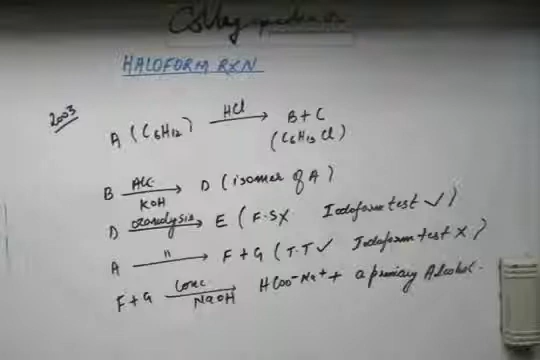 HALOFORM RXN
2003
A (C6H12) HCl → B + C
(C6H13Cl)
B Alc. KOH → D (isomer of A)
D ozonolysis → E (F.S X Iodoform test ✓)
A " → F + G (T.T ✓ Iodoform test X)
F + G Conc. NaOH → HCOO⁻Na⁺ + a primary Alcohol.